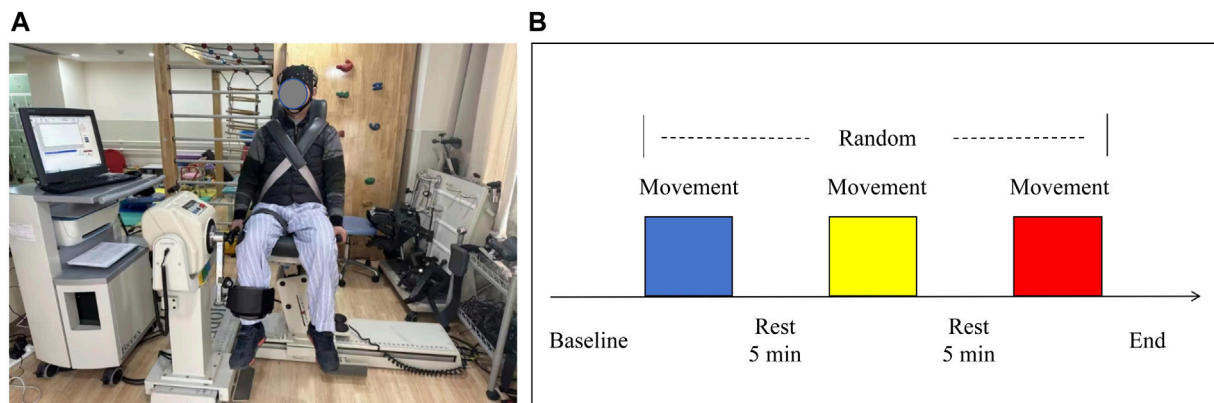 A
B
Random
Movement Movement Movement
Baseline
Rest
5 min
Rest
5 min
End